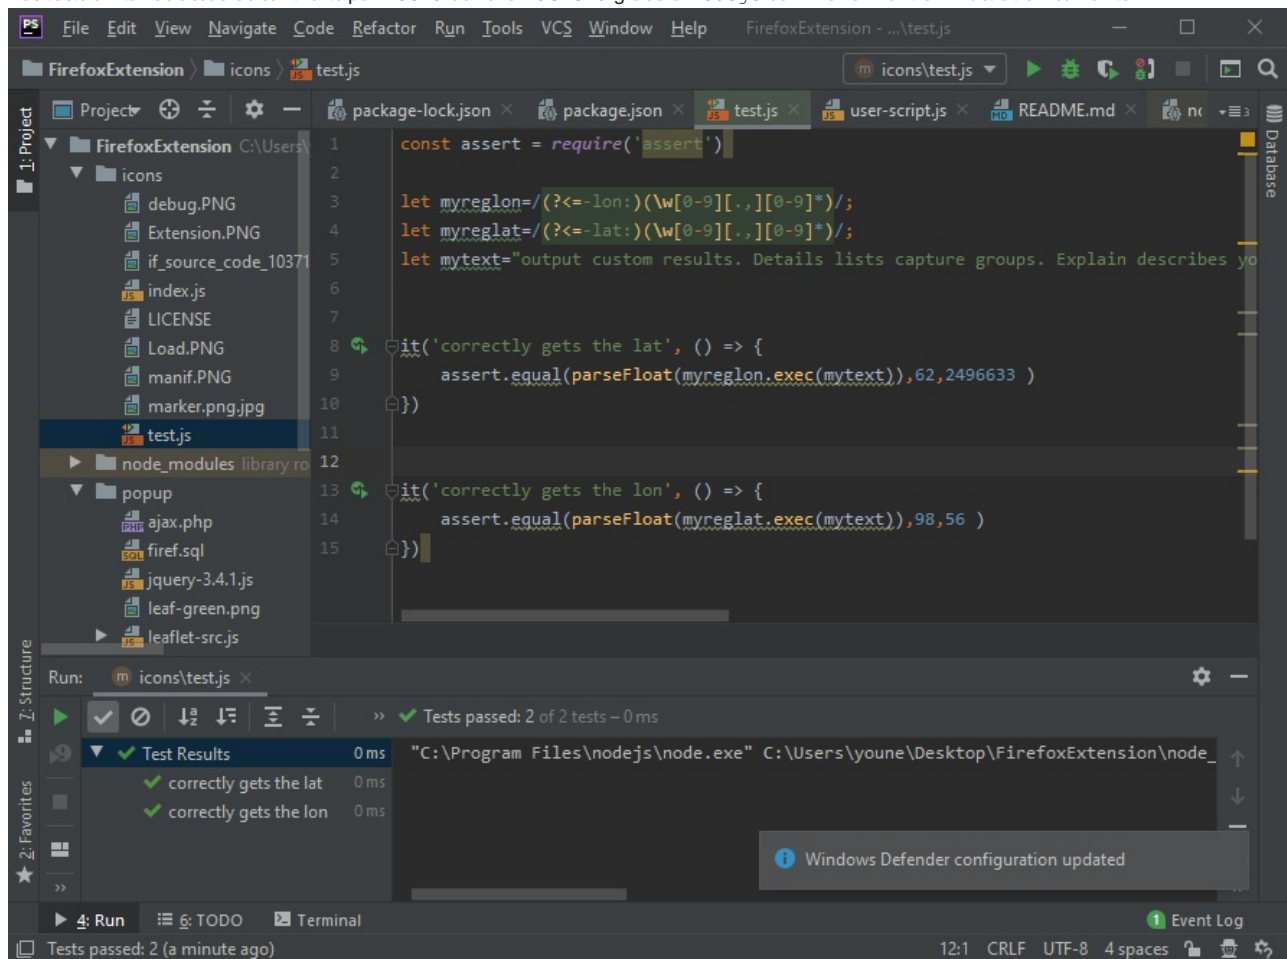 PS File Edit View Navigate Code Refactor Run Tools VCS Window Help FirefoxExtension - ...\test.js
FirefoxExtension icons test.js icons\test.js
Project package-lock.json package.json test.js user-script.js README.md 3
1: Project
Database
FirefoxExtension C:\Users\
icons
debug.PNG
Extension.PNG
if_source_code_10371
index.js
LICENSE
Load.PNG
manif.PNG
marker.png.jpg
test.js
node_modules library ro
popup
ajax.php
firef.sql
jquery-3.4.1.js
leaf-green.png
leaflet-src.js
1 const assert = require('assert')
2
3 let myreglon=/(?<=-lon:)(\w[0-9][.,][0-9]*)/;
4 let myreglat=/(?<=-lat:)(\w[0-9][.,][0-9]*)/;
5 let mytext="output custom results. Details lists capture groups. Explain describes yo
6
7
8 it('correctly gets the lat', () => {
9 assert.equal(parseFloat(myreglon.exec(mytext)),62,2496633 )
10 })
11
12
13 it('correctly gets the lon', () => {
14 assert.equal(parseFloat(myreglat.exec(mytext)),98,56 )
15 })
7: Structure
2: Favorites
Run: icons\test.js
» Tests passed: 2 of 2 tests – 0 ms
Test Results 0 ms
correctly gets the lat 0 ms
correctly gets the lon 0 ms
"C:\Program Files\nodejs\node.exe" C:\Users\youne\Desktop\FirefoxExtension\node_
Windows Defender configuration updated
4: Run 6: TODO Terminal 1 Event Log
Tests passed: 2 (a minute ago) 12:1 CRLF UTF-8 4 spaces